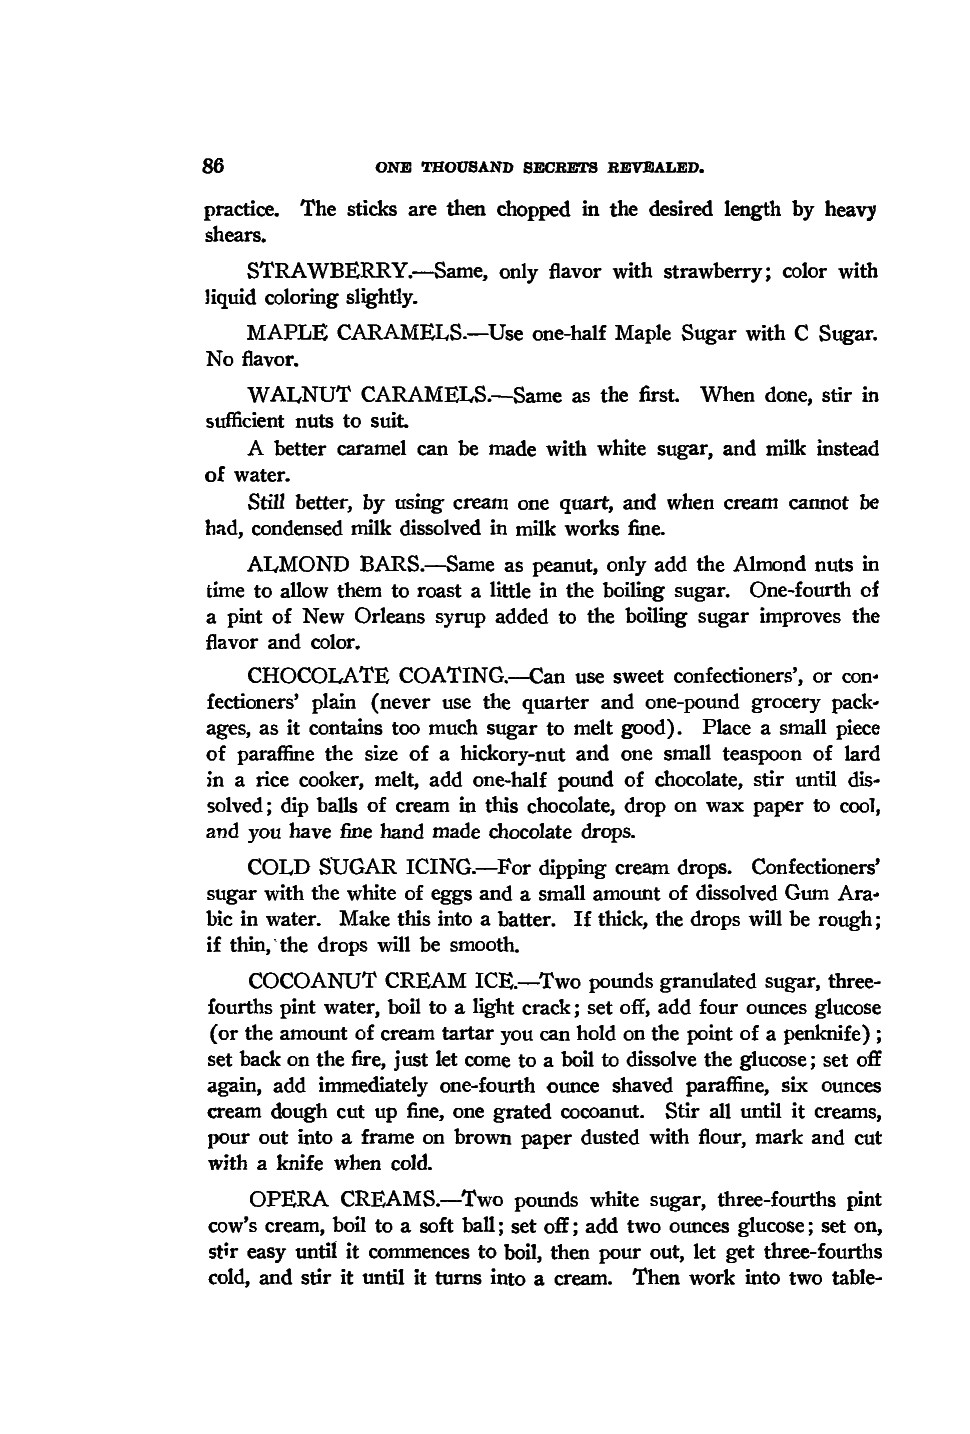 86 ONE THOUSAND SECRETS REVEALED.
practice. The sticks are then chopped in the desired length by heavy
shears.
STRAWBERRY.—Same, only flavor with strawberry; color with
liquid coloring slightly.
MAPLE CARAMELS.—Use one-half Maple Sugar with C Sugar.
No flavor.
WALNUT CARAMELS.—Same as the first. When done, stir in
sufficient nuts to suit.
A better caramel can be made with white sugar, and milk instead
of water.
Still better, by using cream one quart, and when cream cannot be
had, condensed milk dissolved in milk works fine.
ALMOND BARS.—Same as peanut, only add the Almond nuts in
time to allow them to roast a little in the boiling sugar. One-fourth of
a pint of New Orleans syrup added to the boiling sugar improves the
flavor and color.
CHOCOLATE COATING.—Can use sweet confectioners', or con-
fectioners' plain (never use the quarter and one-pound grocery pack-
ages, as it contains too much sugar to melt good). Place a small piece
of paraffine the size of a hickory-nut and one small teaspoon of lard
in a rice cooker, melt, add one-half pound of chocolate, stir until dis-
solved; dip balls of cream in this chocolate, drop on wax paper to cool,
and you have fine hand made chocolate drops.
COLD SUGAR ICING.—For dipping cream drops. Confectioners'
sugar with the white of eggs and a small amount of dissolved Gum Ara-
bic in water. Make this into a batter. If thick, the drops will be rough;
if thin, the drops will be smooth.
COCOANUT CREAM ICE.—Two pounds granulated sugar, three-
fourths pint water, boil to a light crack; set off, add four ounces glucose
(or the amount of cream tartar you can hold on the point of a penknife);
set back on the fire, just let come to a boil to dissolve the glucose; set off
again, add immediately one-fourth ounce shaved paraffine, six ounces
cream dough cut up fine, one grated cocoanut. Stir all until it creams,
pour out into a frame on brown paper dusted with flour, mark and cut
with a knife when cold.
OPERA CREAMS.—Two pounds white sugar, three-fourths pint
cow's cream, boil to a soft ball; set off; add two ounces glucose; set on,
stir easy until it commences to boil, then pour out, let get three-fourths
cold, and stir it until it turns into a cream. Then work into two table-